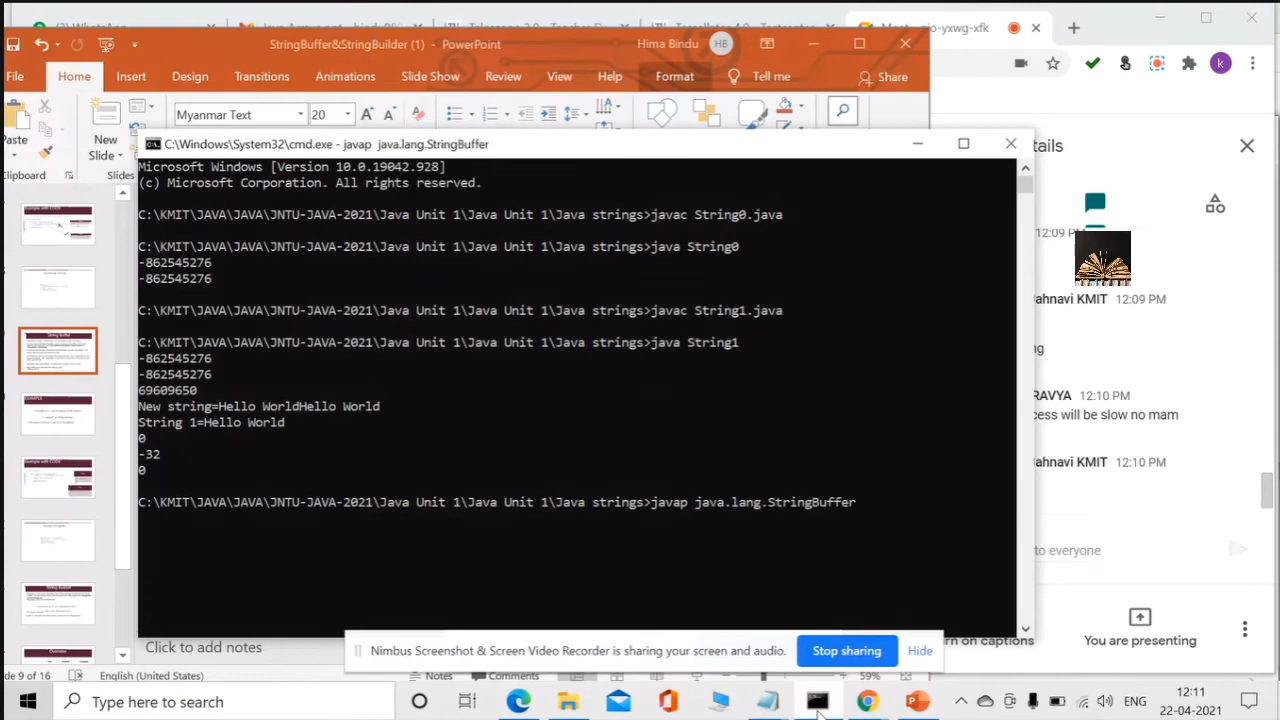 StringBuffer&StringBuilder (1) - PowerPoint
Hima Bindu
HB
File
Home
Insert
Design
Transitions
Animations
Slide Show
Review
View
Help
Format
Tell me
Share
Myanmar Text
20
New
Slide
Slides
C:\Windows\System32\cmd.exe - javap java.lang.StringBuffer
Microsoft Windows [Version 10.0.19042.928]
(c) Microsoft Corporation. All rights reserved.
C:\KMIT\JAVA\JAVA\JNTU-JAVA-2021\Java Unit 1\Java Unit 1\Java strings>javac String0.java
C:\KMIT\JAVA\JAVA\JNTU-JAVA-2021\Java Unit 1\Java Unit 1\Java strings>java String0
-862545276
-862545276
C:\KMIT\JAVA\JAVA\JNTU-JAVA-2021\Java Unit 1\Java Unit 1\Java strings>javac String1.java
C:\KMIT\JAVA\JAVA\JNTU-JAVA-2021\Java Unit 1\Java Unit 1\Java strings>java String1
-862545276
-862545276
69609650
New string=Hello WorldHello World
String 1=Hello World
0
-32
0
C:\KMIT\JAVA\JAVA\JNTU-JAVA-2021\Java Unit 1\Java Unit 1\Java strings>javap java.lang.StringBuffer
tails
12:09 PM
ahnavi KMIT 12:09 PM
ng
RAVYA 12:10 PM
cess will be slow no mam
ahnavi KMIT 12:10 PM
to everyone
rn on captions
You are presenting
Click to add notes
Nimbus Screenshot & Screen Video Recorder is sharing your screen and audio.
Stop sharing
Hide
de 9 of 16
English (United States)
Notes
Comments
59%
Type here to search
ENG
12:11
22-04-2021